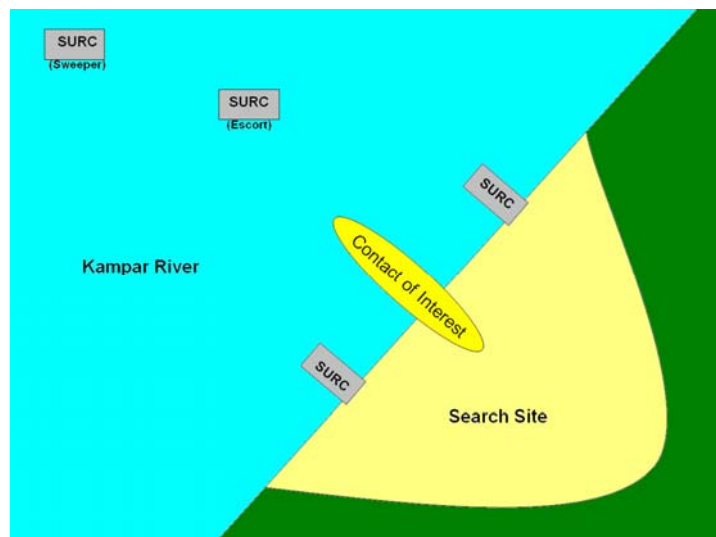 SURC
(Sweeper)
SURC
(Escort)
SURC
Contact of Interest
Kampar River
SURC
Search Site